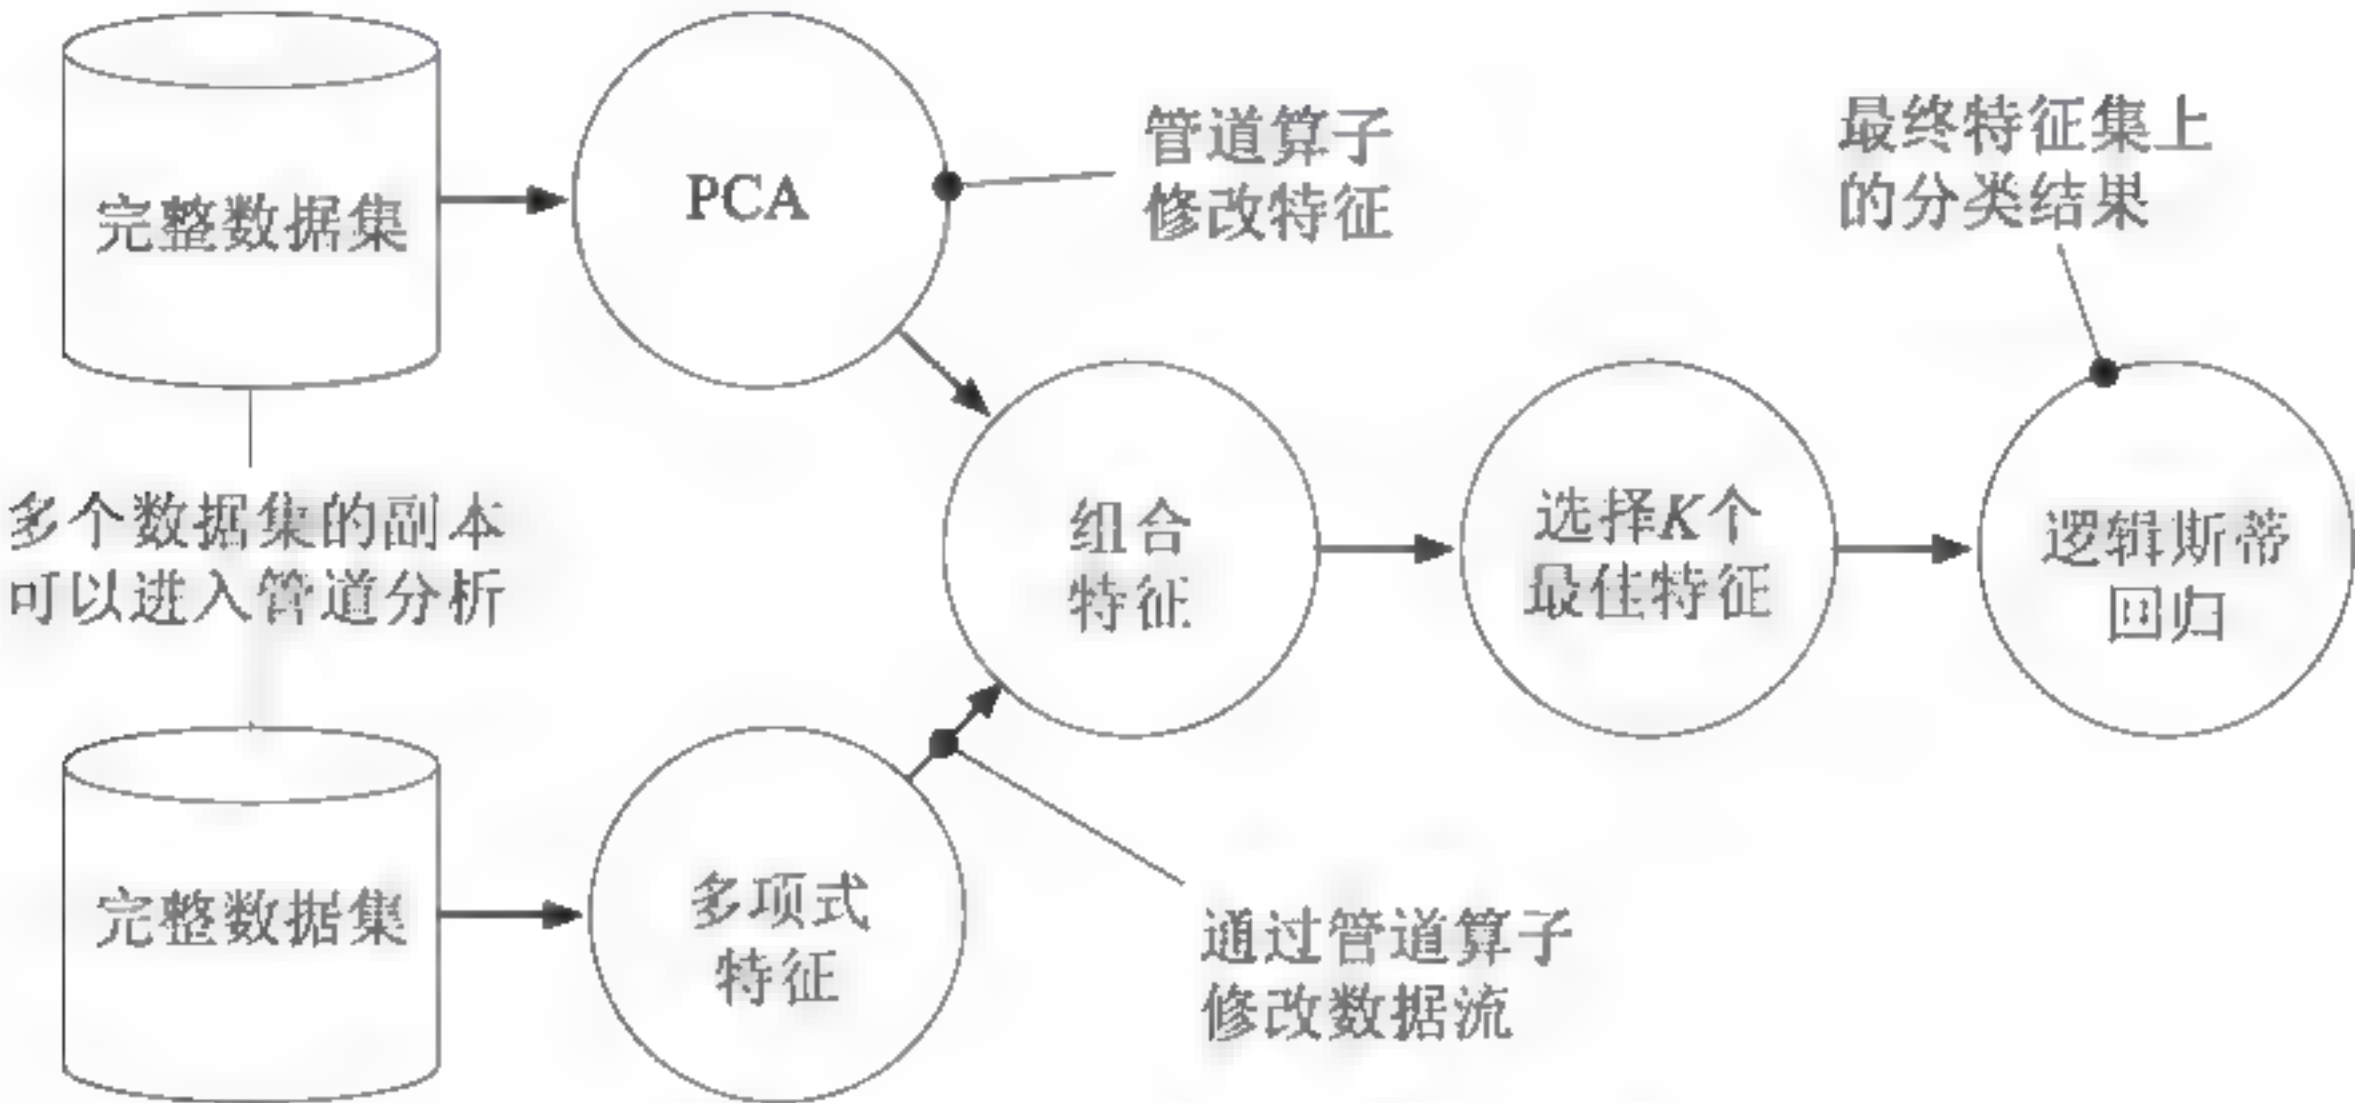 完整数据集
PCA
管道算子
修改特征
最终特征集上
的分类结果
多个数据集的副本
可以进入管道分析
组合
特征
选择K个
最佳特征
逻辑斯蒂
回归
完整数据集
多项式
特征
通过管道算子
修改数据流